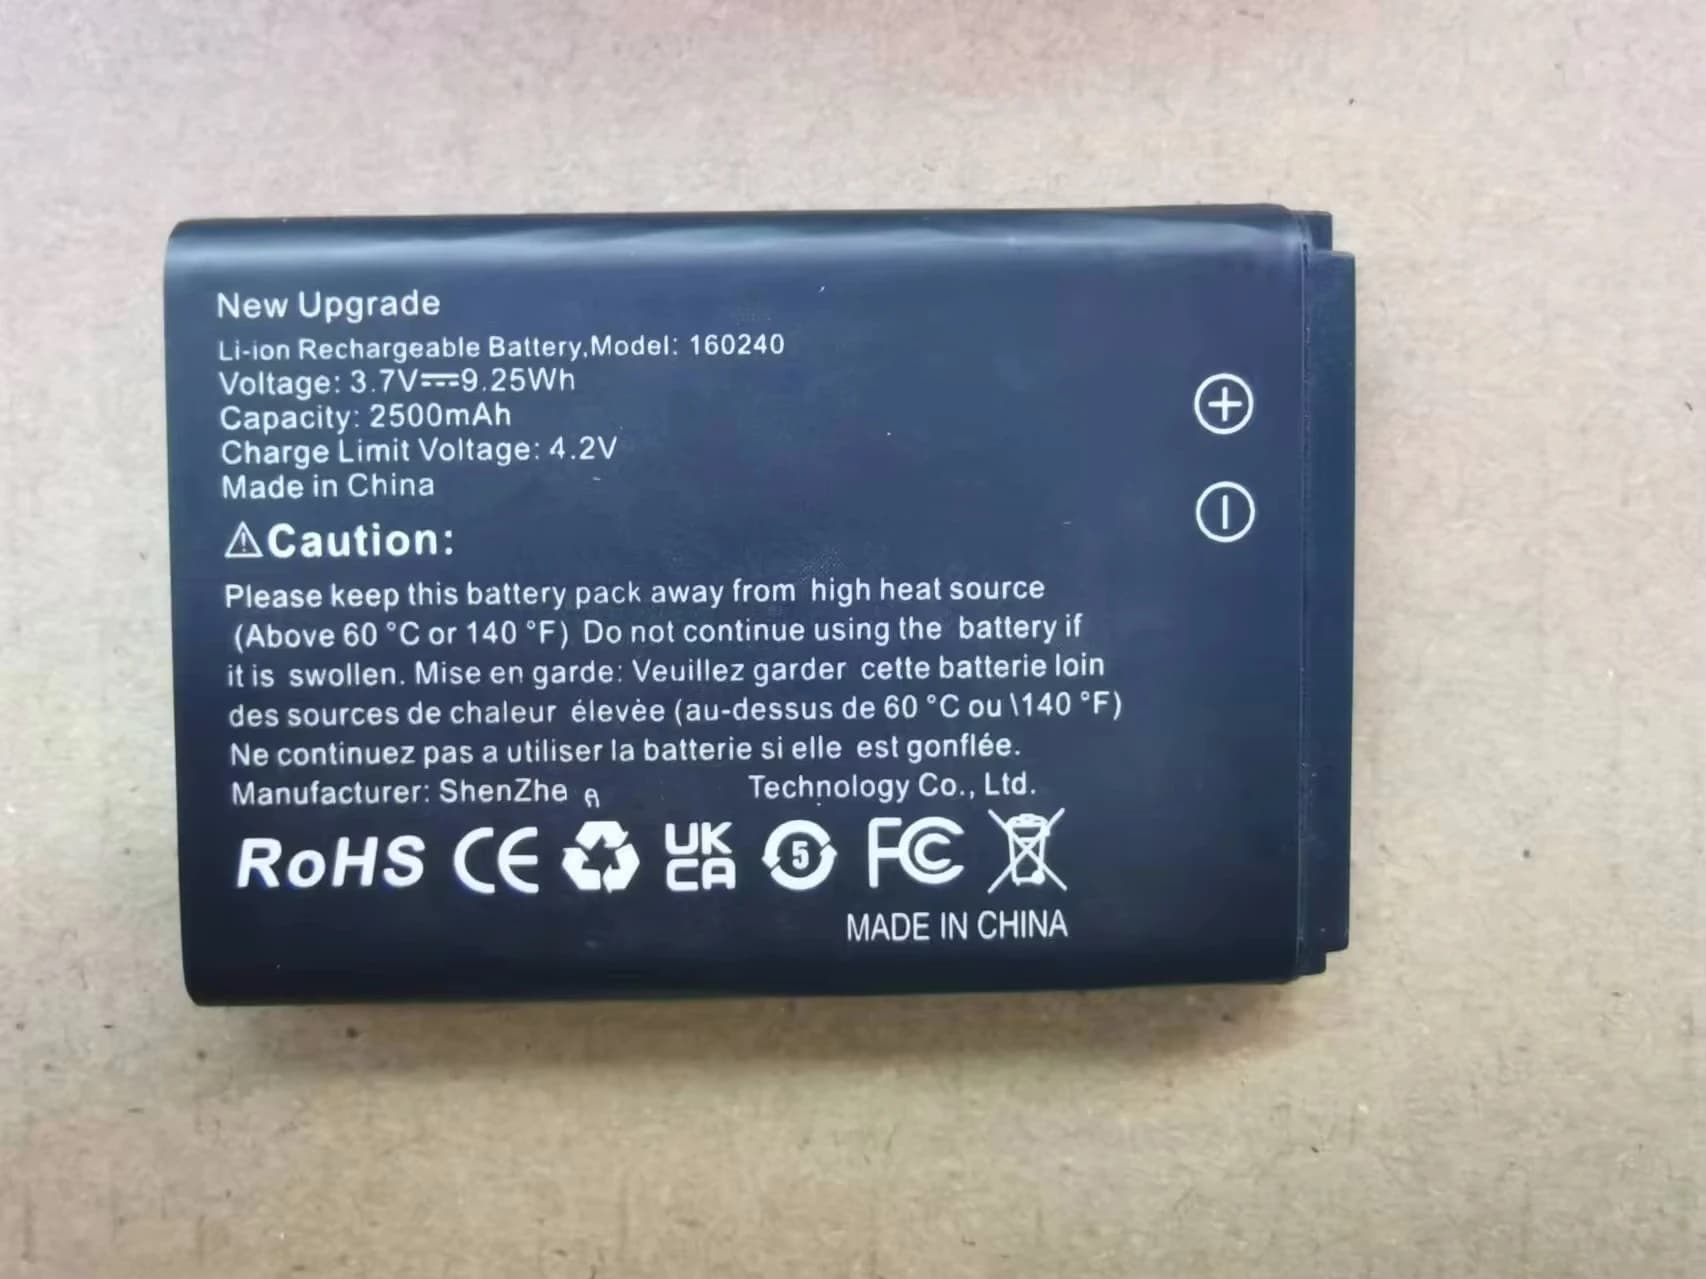 New Upgrade
Li-ion Rechargeable Battery,Model: 160240
Voltage: 3.7V⎓9.25Wh
Capacity: 2500mAh
Charge Limit Voltage: 4.2V
Made in China
⚠Caution:
Please keep this battery pack away from high heat source
(Above 60 °C or 140 °F) Do not continue using the battery if
it is swollen. Mise en garde: Veuillez garder cette batterie loin
des sources de chaleur élevèe (au-dessus de 60 °C ou \140 °F)
Ne continuez pas a utiliser la batterie si elle est gonflée.
Manufacturer: ShenZhe Technology Co., Ltd.
RoHS CE UK CA 5 FC
MADE IN CHINA